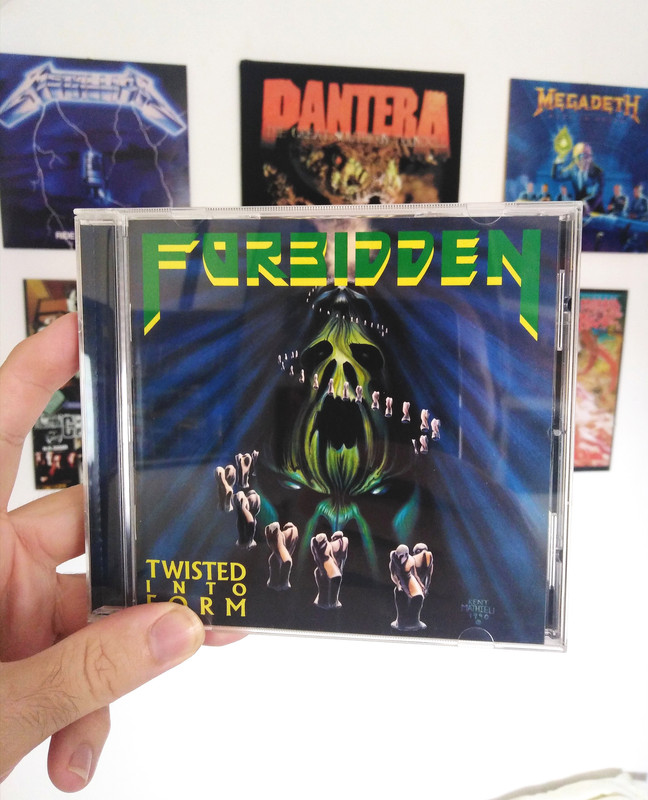 METALLICA
PANTERA
MEGADETH
FORBIDDEN
TWISTED
INTO
FORM
KENT
MATHIEU
1990